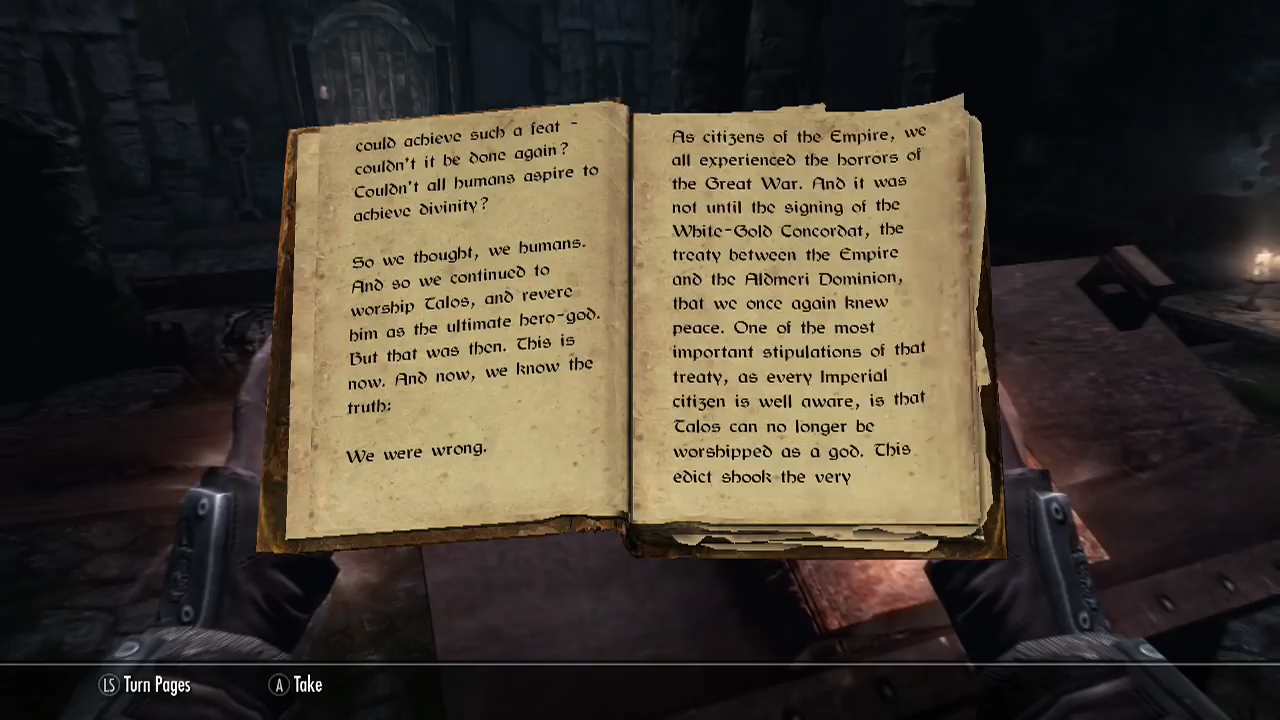 could achieve such a feat -
couldn't it be done again?
Couldn't all humans aspire to
achieve divinity?
So we thought, we humans.
And so we continued to
worship Talos, and revere
him as the ultimate hero-god.
But that was then. This is
now. And now, we know the
truth:
We were wrong.
As citizens of the Empire, we
all experienced the horrors of
the Great War. And it was
not until the signing of the
White-Gold Concordat, the
treaty between the Empire
and the Aldmeri Dominion,
that we once again knew
peace. One of the most
important stipulations of that
treaty, as every Imperial
citizen is well aware, is that
Talos can no longer be
worshipped as a god. This
edict shook the very
LS Turn Pages
A Take